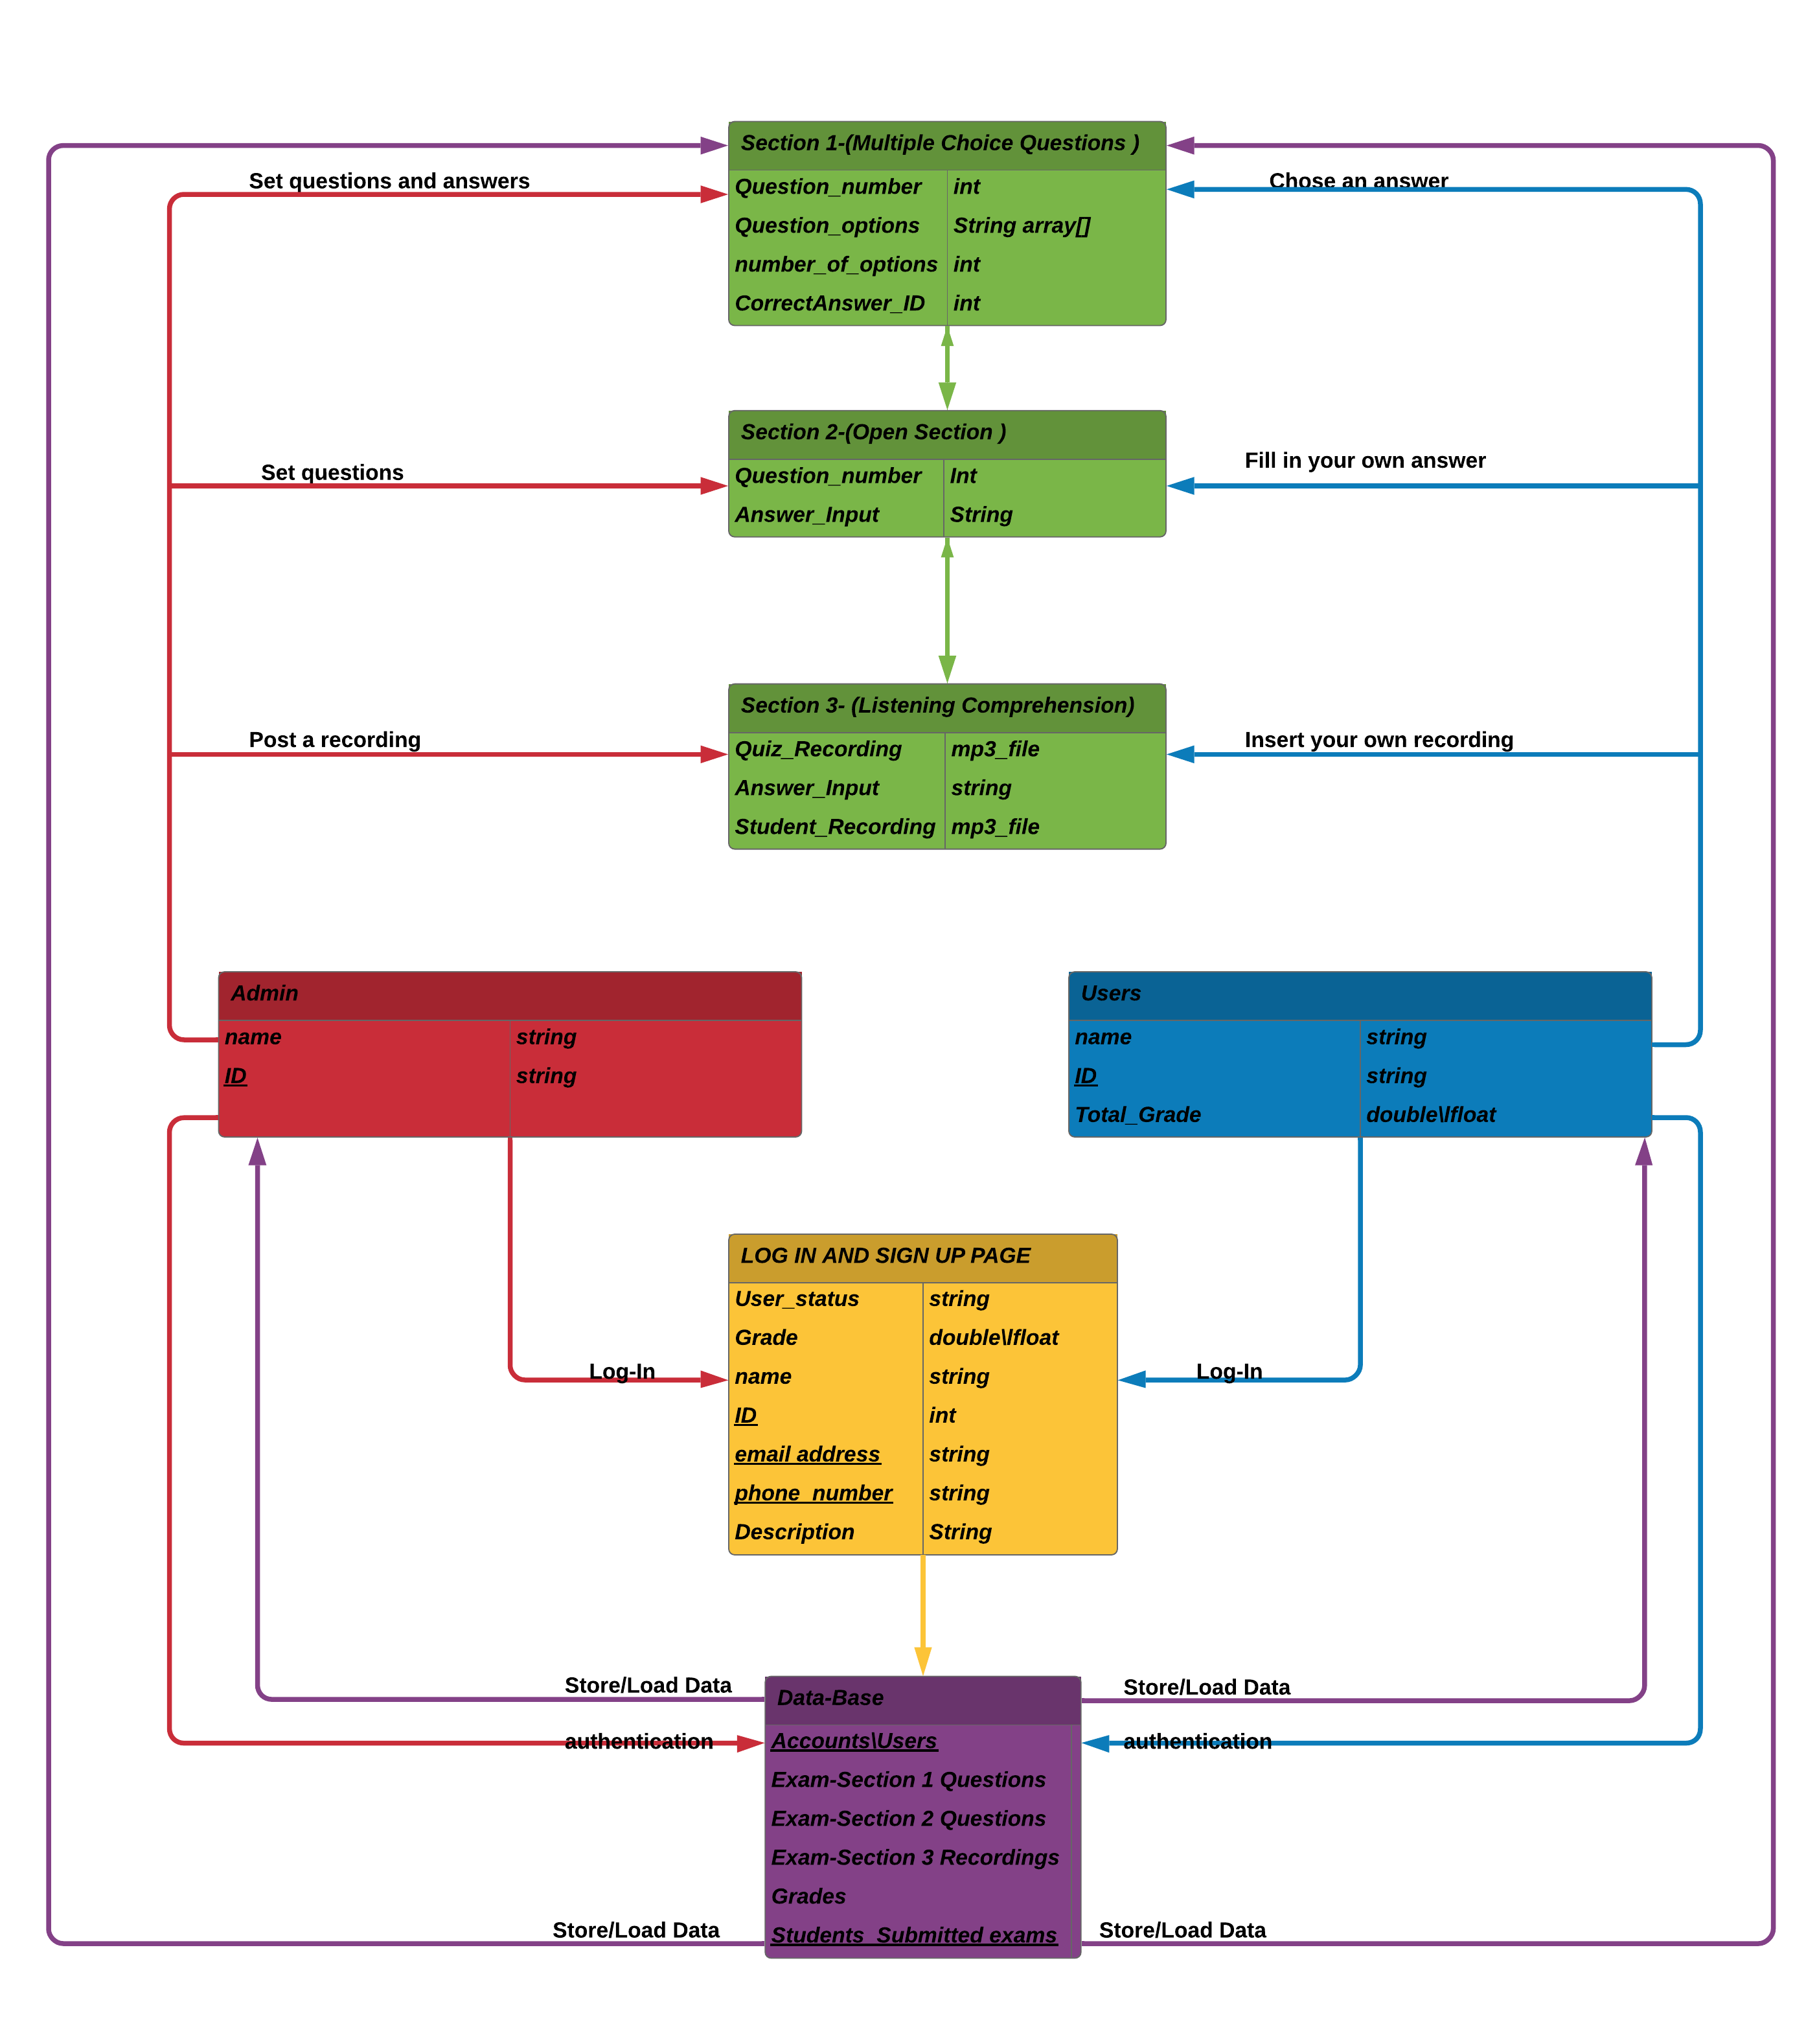 Section 1-(Multiple Choice Questions )
Set questions and answers
Chose an answer
Question_number int
Question_options String array[]
number_of_options int
CorrectAnswer_ID int
Section 2-(Open Section )
Set questions
Fill in your own answer
Question_number Int
Answer_Input String
Section 3- (Listening Comprehension)
Post a recording
Insert your own recording
Quiz_Recording mp3_file
Answer_Input string
Student_Recording mp3_file
Admin
name string
ID string
Users
name string
ID string
Total_Grade double\lfloat
LOG IN AND SIGN UP PAGE
User_status string
Grade double\lfloat
name string
ID int
email address string
phone_number string
Description String
Log-In
Log-In
Store/Load Data
Store/Load Data
Data-Base
authentication
authentication
Accounts\Users
Exam-Section 1 Questions
Exam-Section 2 Questions
Exam-Section 3 Recordings
Grades
Students_Submitted exams
Store/Load Data
Store/Load Data